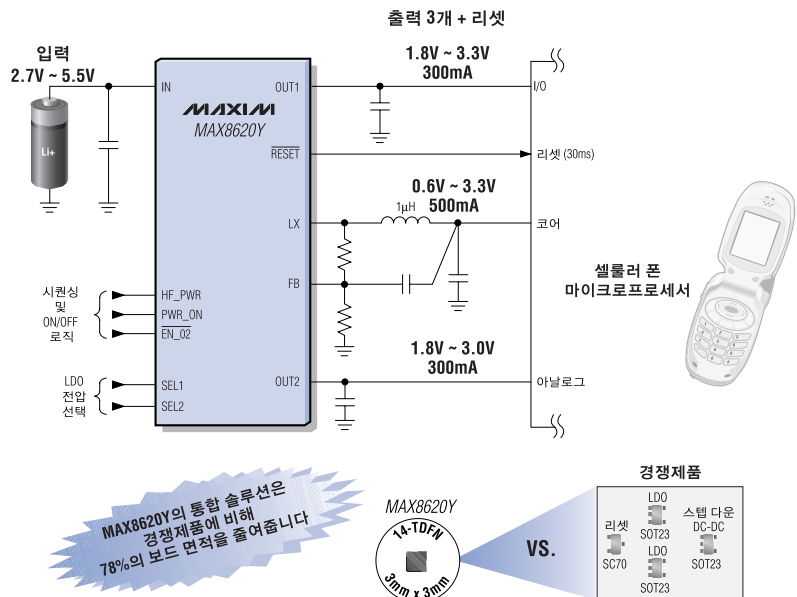 출력 3개 + 리셋
입력
2.7V ~ 5.5V
Li+
IN
MAXIM
MAX8620Y
OUT1
1.8V ~ 3.3V
300mA
I/O
RESET
리셋 (30ms)
0.6V ~ 3.3V
500mA
LX
1μH
코어
FB
셀룰러 폰
마이크로프로세서
시퀀싱
및
ON/OFF
로직
HF_PWR
PWR_ON
EN_02
1.8V ~ 3.0V
300mA
LDO
전압
선택
SEL1
SEL2
OUT2
아날로그
MAX8620Y의 통합 솔루션은
경쟁제품에 비해
78%의 보드 면적을 줄여줍니다
MAX8620Y
14-TDFN
3mm x 3mm
VS.
경쟁제품
LDO
SOT23
리셋
SC70
스텝 다운
DC-DC
SOT23
LDO
SOT23